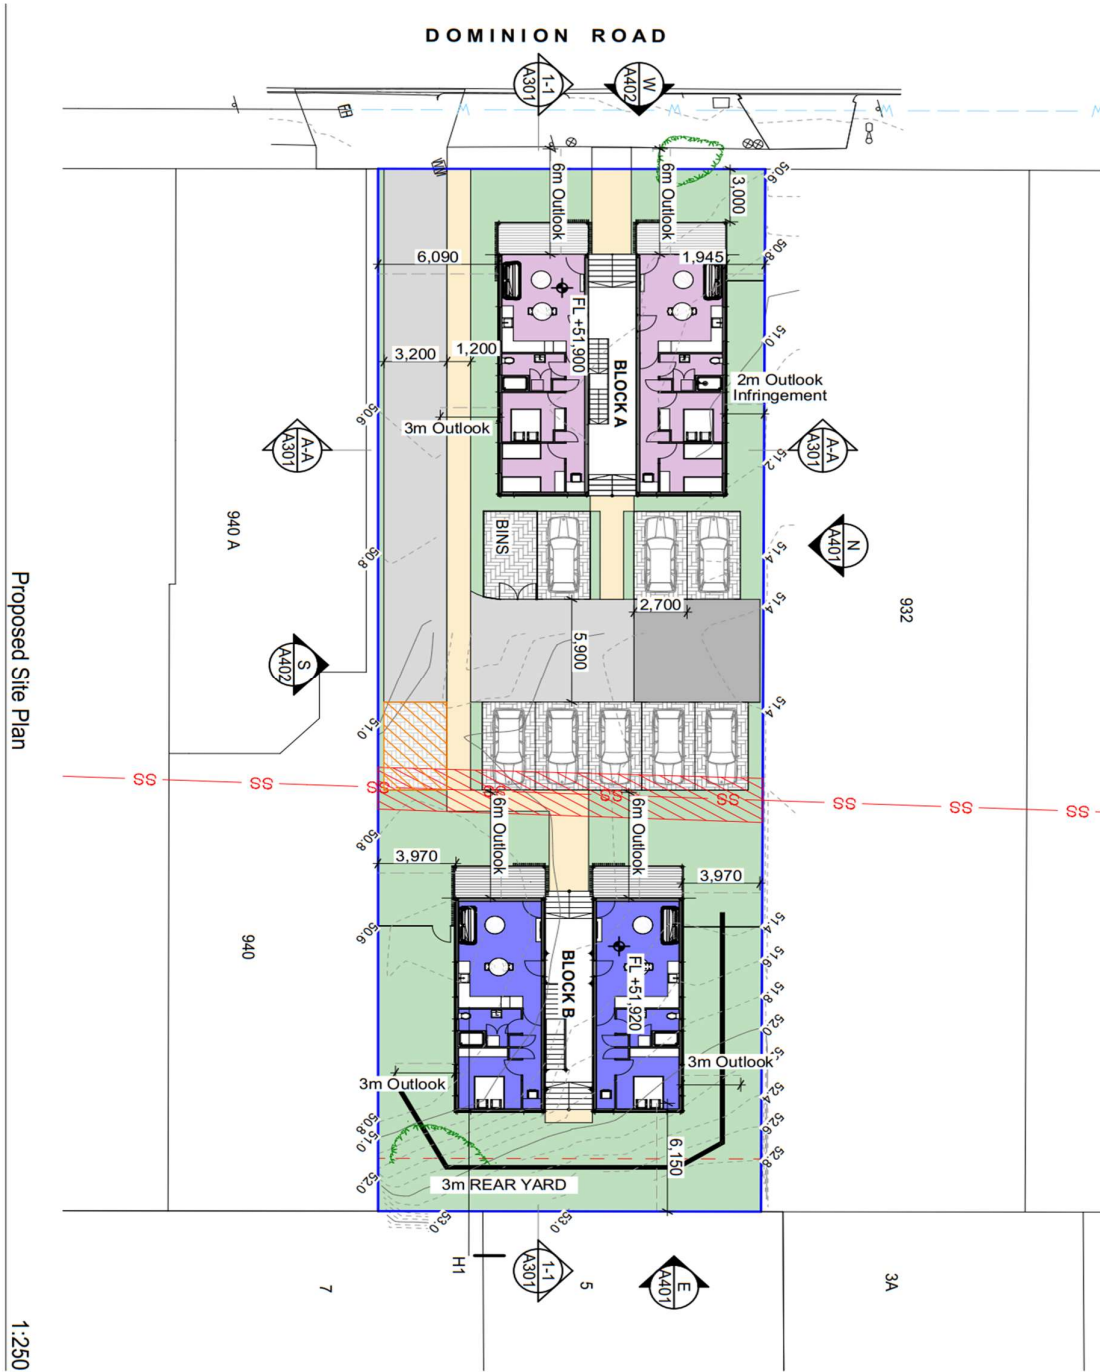 DOMINION ROAD
1-1
A301
W
A402
W
W
W
W
WM
50.6
3,000
6m Outlook
6m Outlook
50.8
6,090
1,945
FL +51,900
51.0
3,200
1,200
BLOCK A
2m Outlook
Infringement
50.6
3m Outlook
A-A
A301
A-A
A301
51.2
940 A
BINS
N
A401
50.8
51.4
51.4
2,700
932
5,900
S
A402
51.0
51.4
Proposed Site Plan
SS
SS
SS
SS
SS
SS
SS
SS
SS
6m Outlook
6m Outlook
50.8
3,970
3,970
50.6
51.4
940
51.6
BLOCK B
FL +51,920
51.8
52.0
3m Outlook
3m Outlook
52.4
50.8
51.0
52.6
6,150
52.8
52.0
3m REAR YARD
53.0
53.0
H1
1-1
A301
5
E
A401
3A
7
1:250